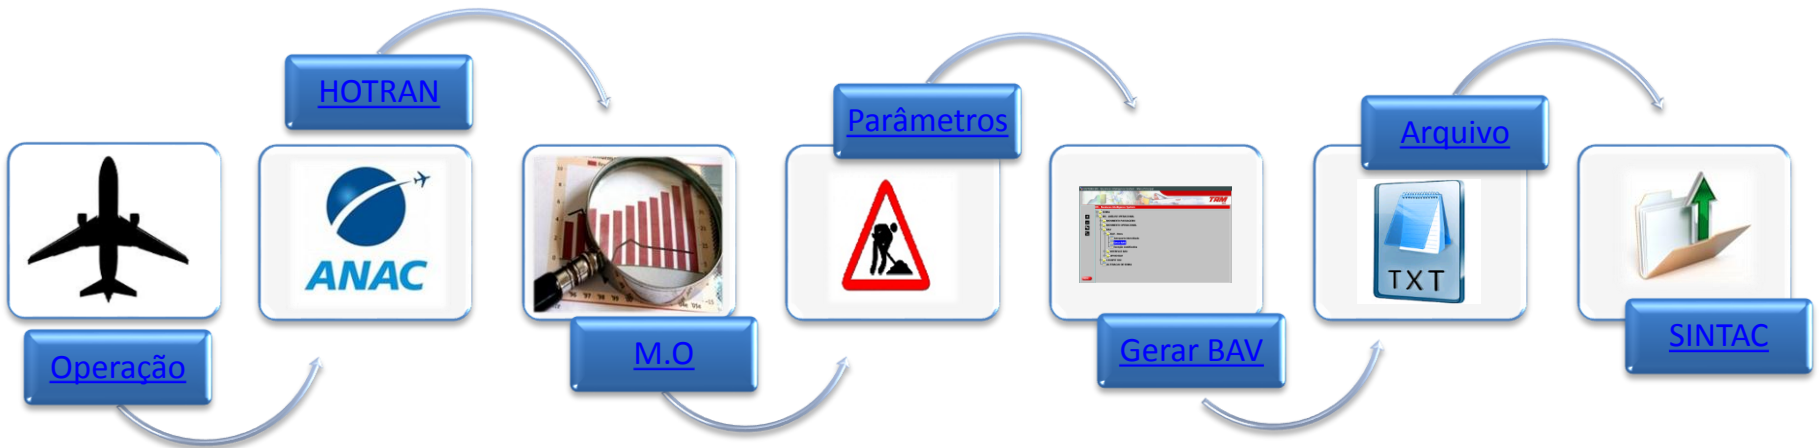 HOTRAN
Parâmetros
Arquivo
ANAC
TXT
Operação
M.O
Gerar BAV
SINTAC